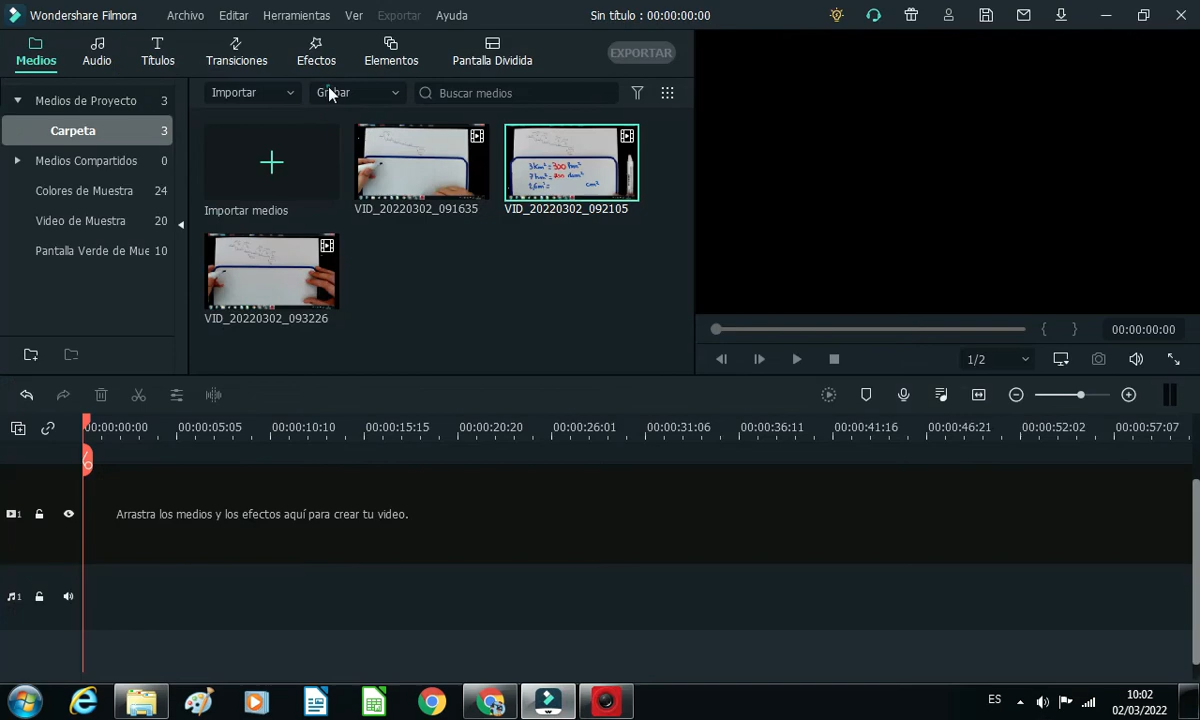 Wondershare Filmora Archivo Editar Herramientas Ver Exportar Ayuda Sin título : 00:00:00:00
Medios Audio Títulos Transiciones Efectos Elementos Pantalla Dividida EXPORTAR
Medios de Proyecto 3
Carpeta 3
Medios Compartidos 0
Colores de Muestra 24
Video de Muestra 20
Pantalla Verde de Mue 10
Importar Grabar Buscar medios
Importar medios
VID_20220302_091635
VID_20220302_092105
VID_20220302_093226
00:00:00:00
1/2
00:00:00:00 00:00:05:05 00:00:10:10 00:00:15:15 00:00:20:20 00:00:26:01 00:00:31:06 00:00:36:11 00:00:41:16 00:00:46:21 00:00:52:02 00:00:57:07
1 Arrastra los medios y los efectos aquí para crear tu video.
1
ES 10:02
02/03/2022